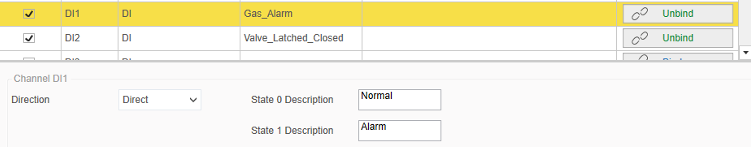 DI1 DI Gas_Alarm Unbind
DI2 DI Valve_Latched_Closed Unbind
Channel DI1
Direction Direct State 0 Description Normal
State 1 Description Alarm